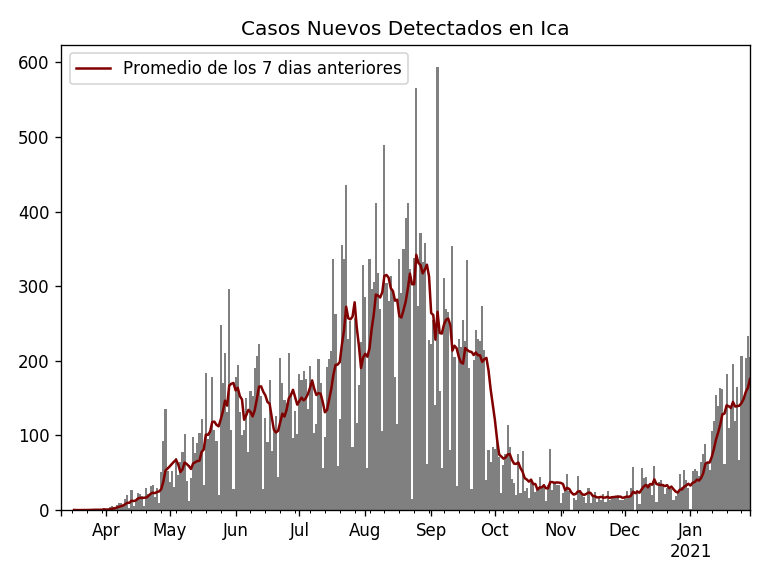 Casos Nuevos Detectados en Ica
Promedio de los 7 dias anteriores
600
500
400
300
200
100
0
Apr May Jun Jul Aug Sep Oct Nov Dec Jan
2021